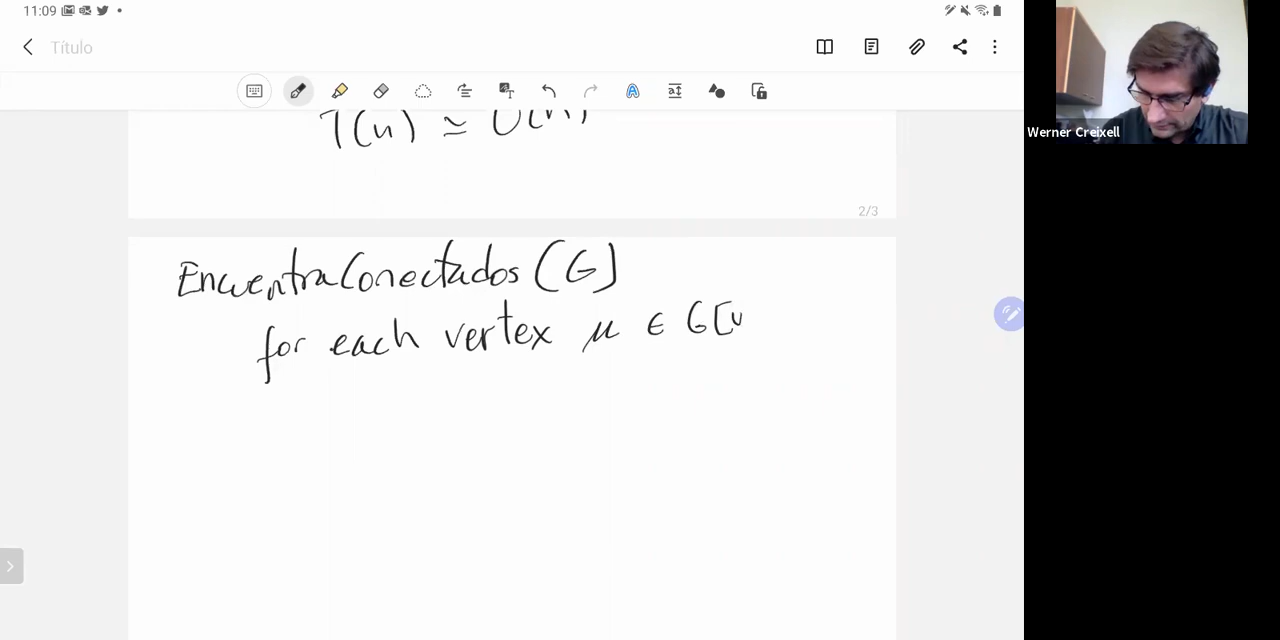 11:09
Título
T(n) ≃ O(n)
2/3
EncuentraConectados (G)
for each vertex μ ∈ G[v
Werner Creixell